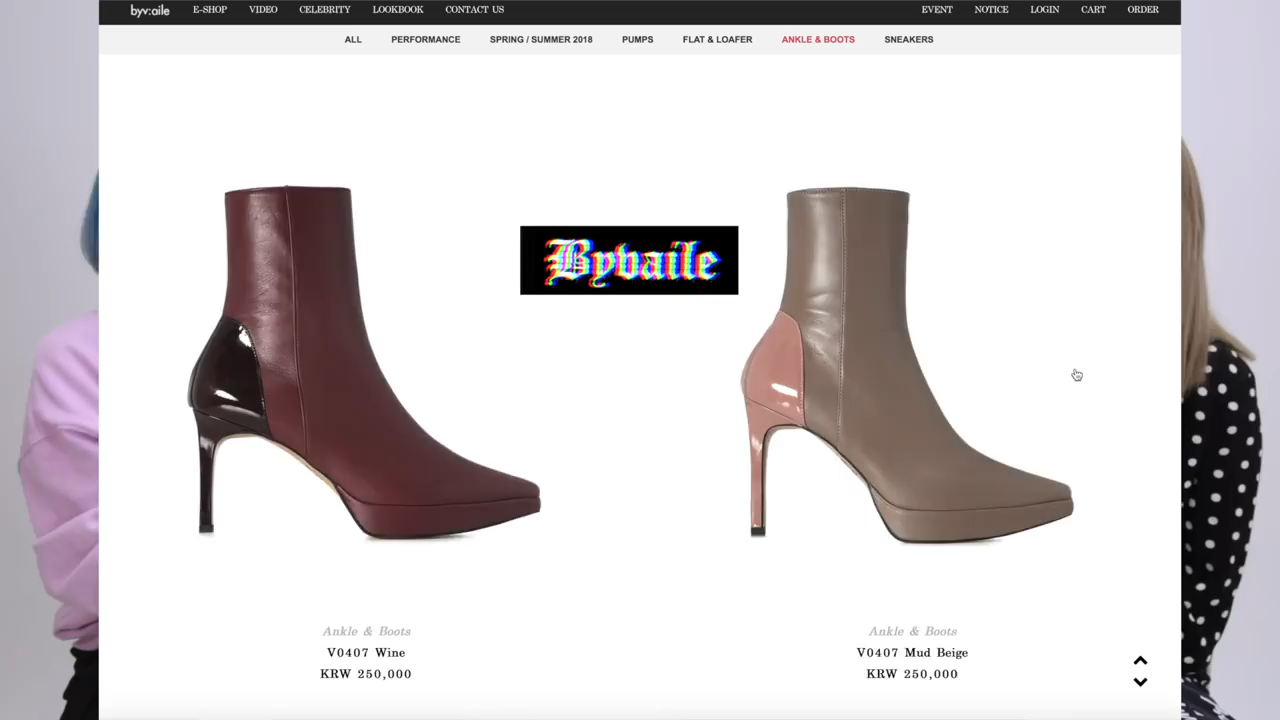 byv:aile E-SHOP VIDEO CELEBRITY LOOKBOOK CONTACT US EVENT NOTICE LOGIN CART ORDER
ALL PERFORMANCE SPRING / SUMMER 2018 PUMPS FLAT & LOAFER ANKLE & BOOTS SNEAKERS
Byvaile
Ankle & Boots
V0407 Wine
KRW 250,000
Ankle & Boots
V0407 Mud Beige
KRW 250,000